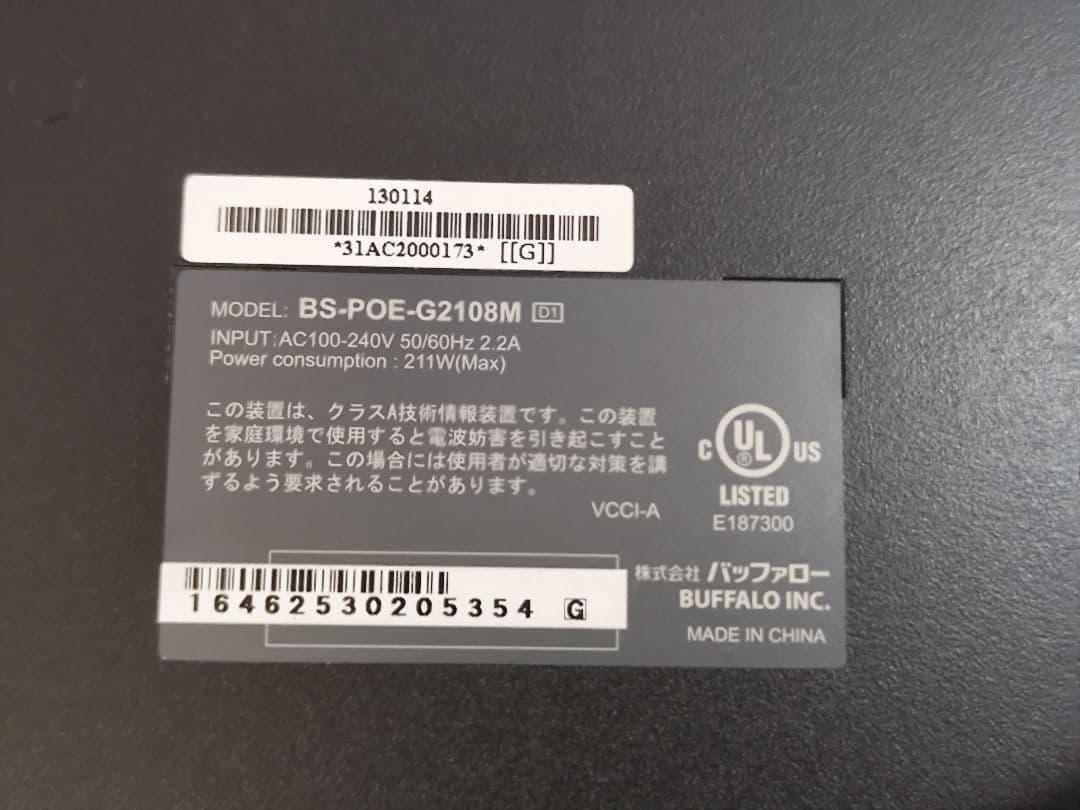 130114
*31AC2000173* [[G]]
MODEL: BS-POE-G2108M D1
INPUT:AC100-240V 50/60Hz 2.2A
Power consumption : 211W(Max)
この装置は、クラスA技術情報装置です。この装置
を家庭環境で使用すると電波妨害を引き起こすこと
があります。この場合には使用者が適切な対策を講
ずるよう要求されることがあります。
VCCI-A
C UL US
®
LISTED
E187300
16462530205354 G
株式会社 バッファロー
BUFFALO INC.
MADE IN CHINA